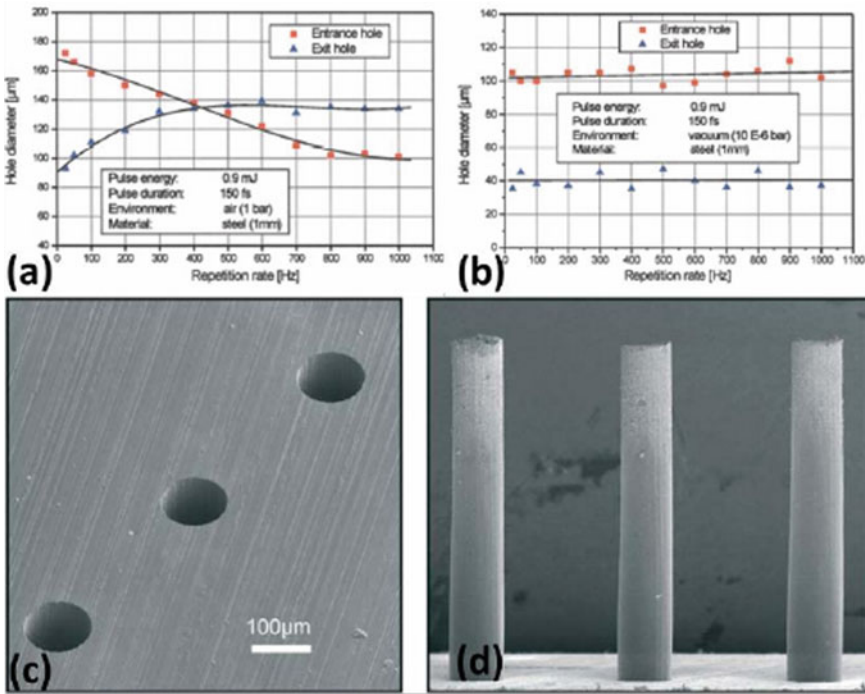 200
180
160
140
120
100
80
60
40
Hole diameter [µm]
Entrance hole
Exit hole
Pulse energy: 0.9 mJ
Pulse duration: 150 fs
Environment: air (1 bar)
Material: steel (1mm)
0 100 200 300 400 500 600 700 800 900 1000 1100
Repetition rate [Hz]
(a)
140
120
100
80
60
40
20
0
Hole diameter [µm]
Entrance hole
Exit hole
Pulse energy: 0.9 mJ
Pulse duration: 150 fs
Environment: vacuum (10 E-6 bar)
Material: steel (1mm)
0 100 200 300 400 500 600 700 800 900 1000 1100
Repetition rate [Hz]
(b)
100µm
(c)
(d)